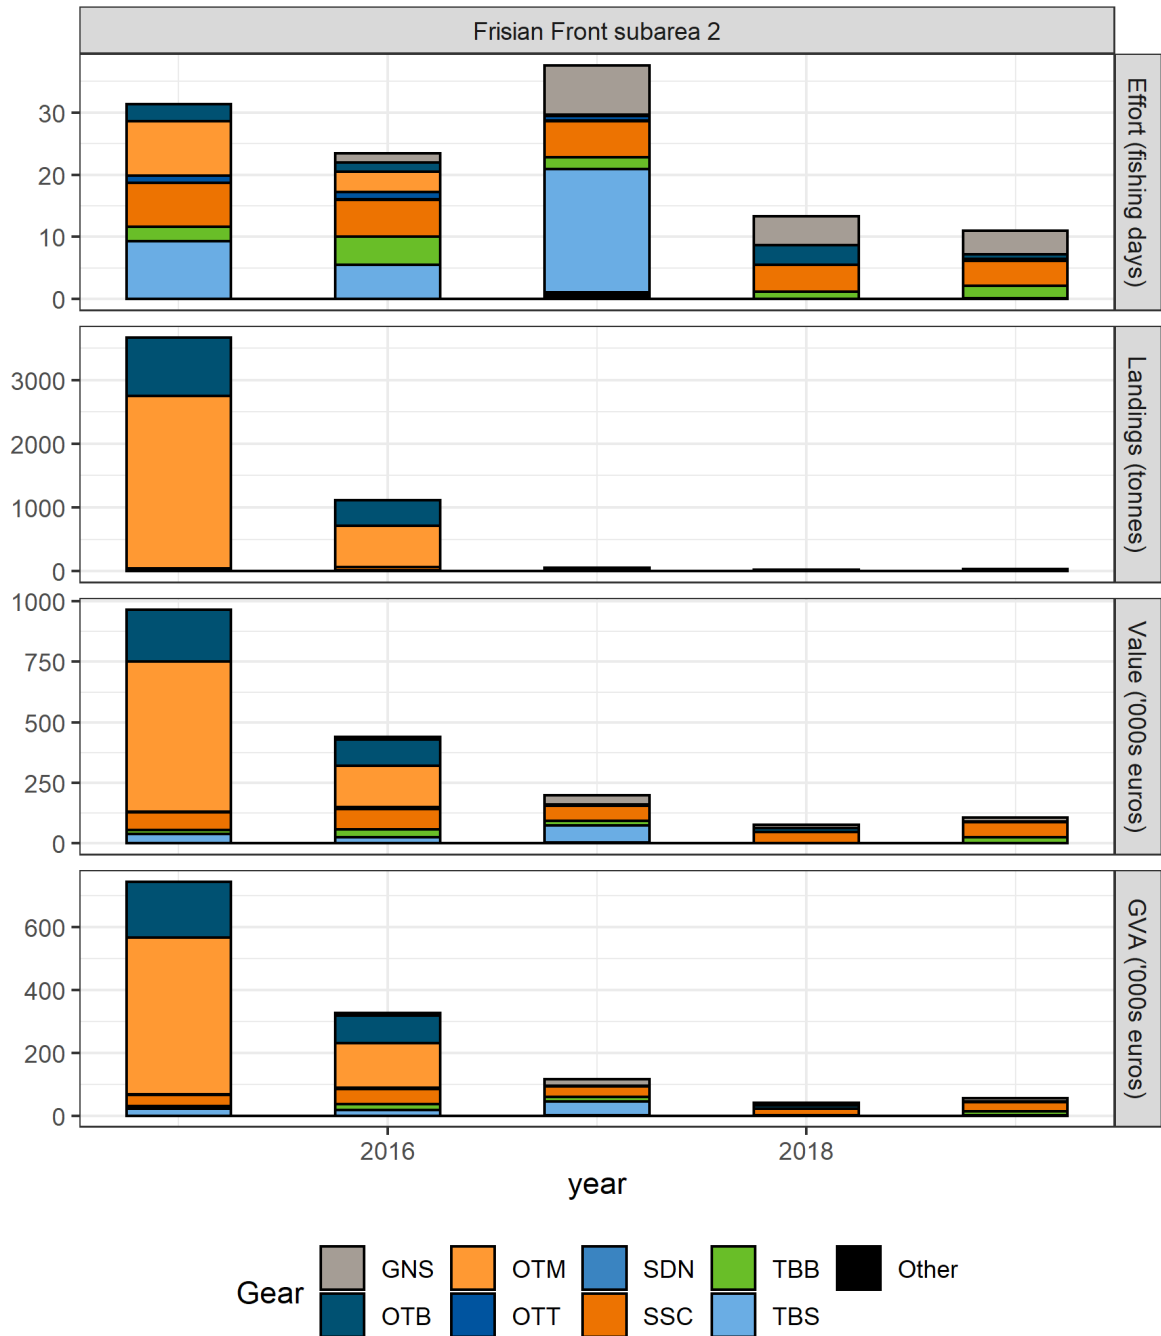 Frisian Front subarea 2
30
20
10
0
Effort (fishing days)
3000
2000
1000
0
Landings (tonnes)
1000
750
500
250
0
Value ('000s euros)
600
400
200
0
GVA ('000s euros)
2016 2018
year
Gear
GNS OTM SDN TBB Other
OTB OTT SSC TBS